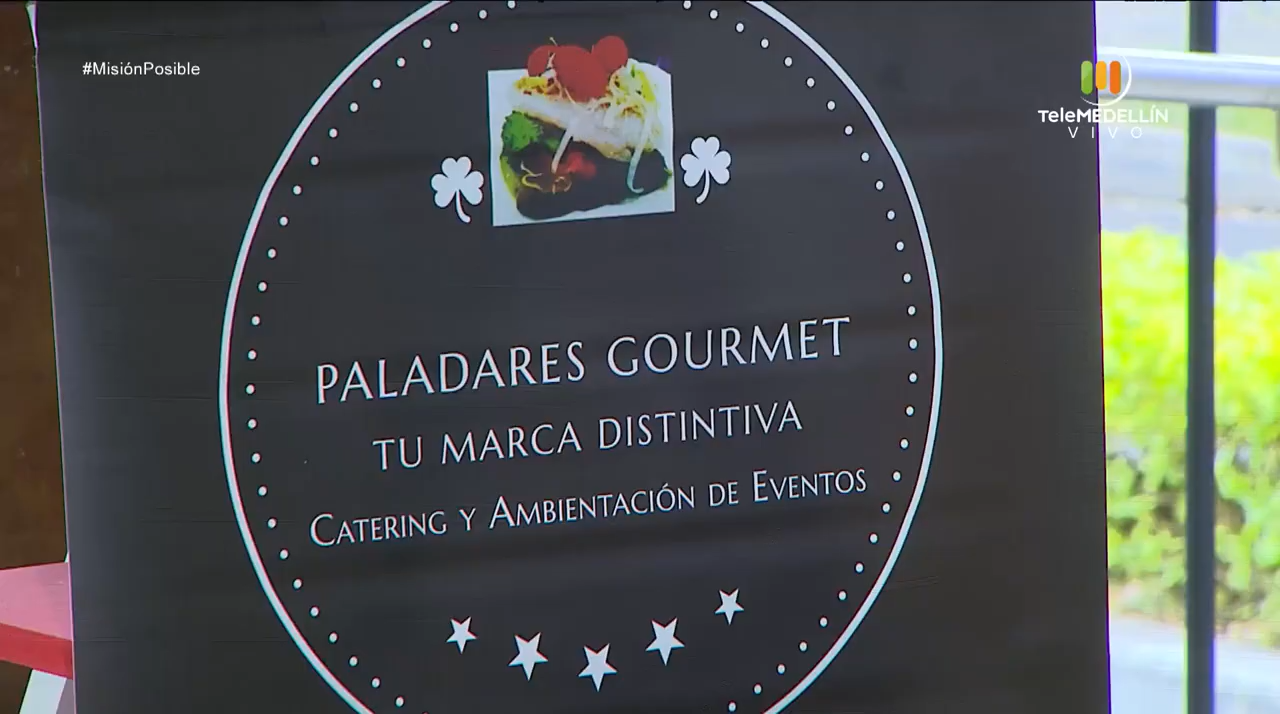 #MisiónPosible
TeleMEDELLÍN
VIVO
PALADARES GOURMET
TU MARCA DISTINTIVA
CATERING Y AMBIENTACIÓN DE EVENTOS